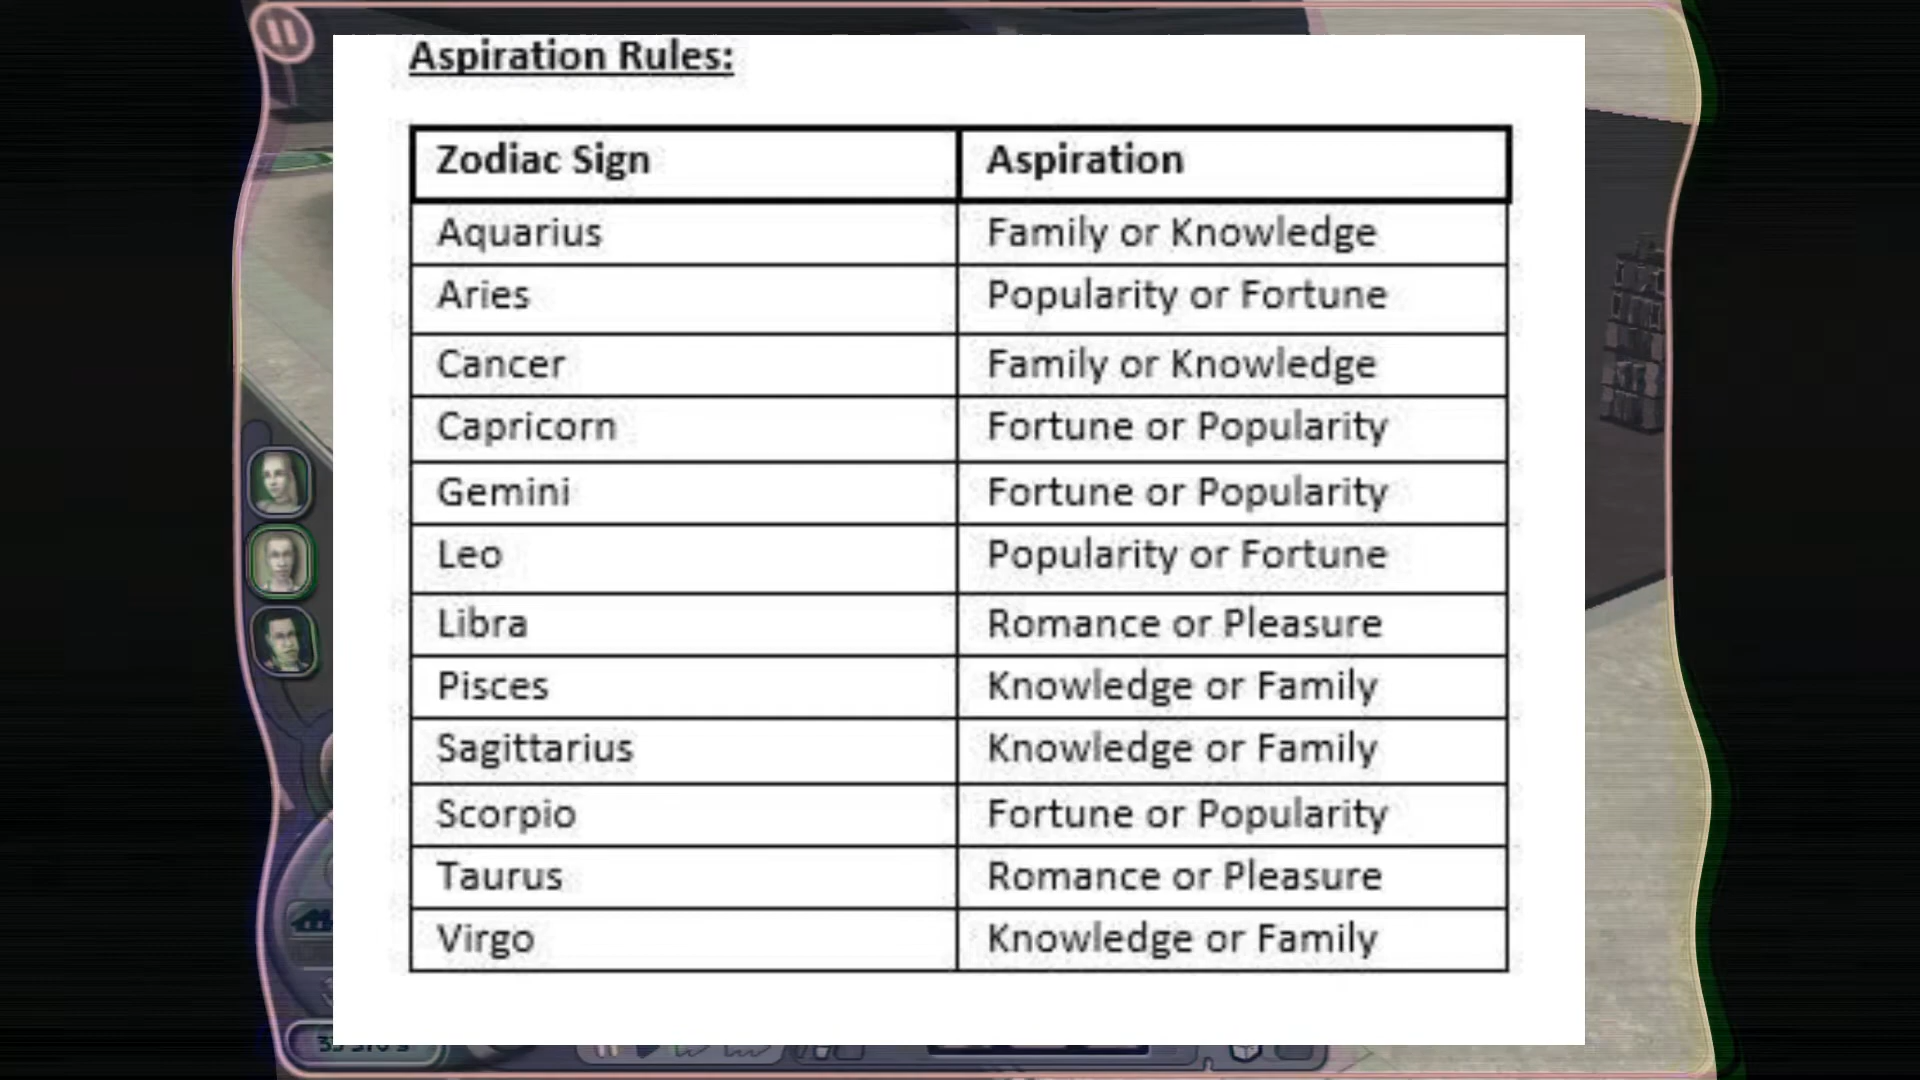 Aspiration Rules:
Zodiac Sign Aspiration
Aquarius Family or Knowledge
Aries Popularity or Fortune
Cancer Family or Knowledge
Capricorn Fortune or Popularity
Gemini Fortune or Popularity
Leo Popularity or Fortune
Libra Romance or Pleasure
Pisces Knowledge or Family
Sagittarius Knowledge or Family
Scorpio Fortune or Popularity
Taurus Romance or Pleasure
Virgo Knowledge or Family